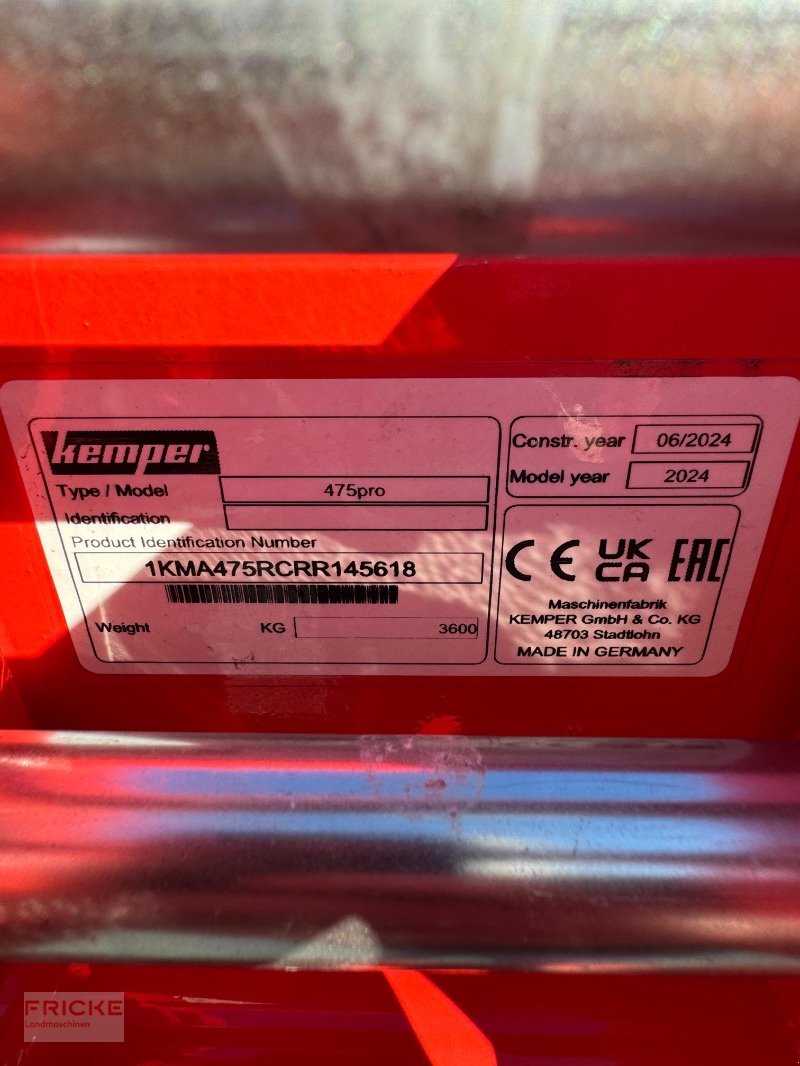 kemper
Type / Model 475pro
Identification
Product Identification Number
1KMA475RCRR145618
Weight KG 3600
Constr. year 06/2024
Model year 2024
CE UK CA EAC
Maschinenfabrik
KEMPER GmbH & Co. KG
48703 Stadtlohn
MADE IN GERMANY
FRICKE
Landmaschinen